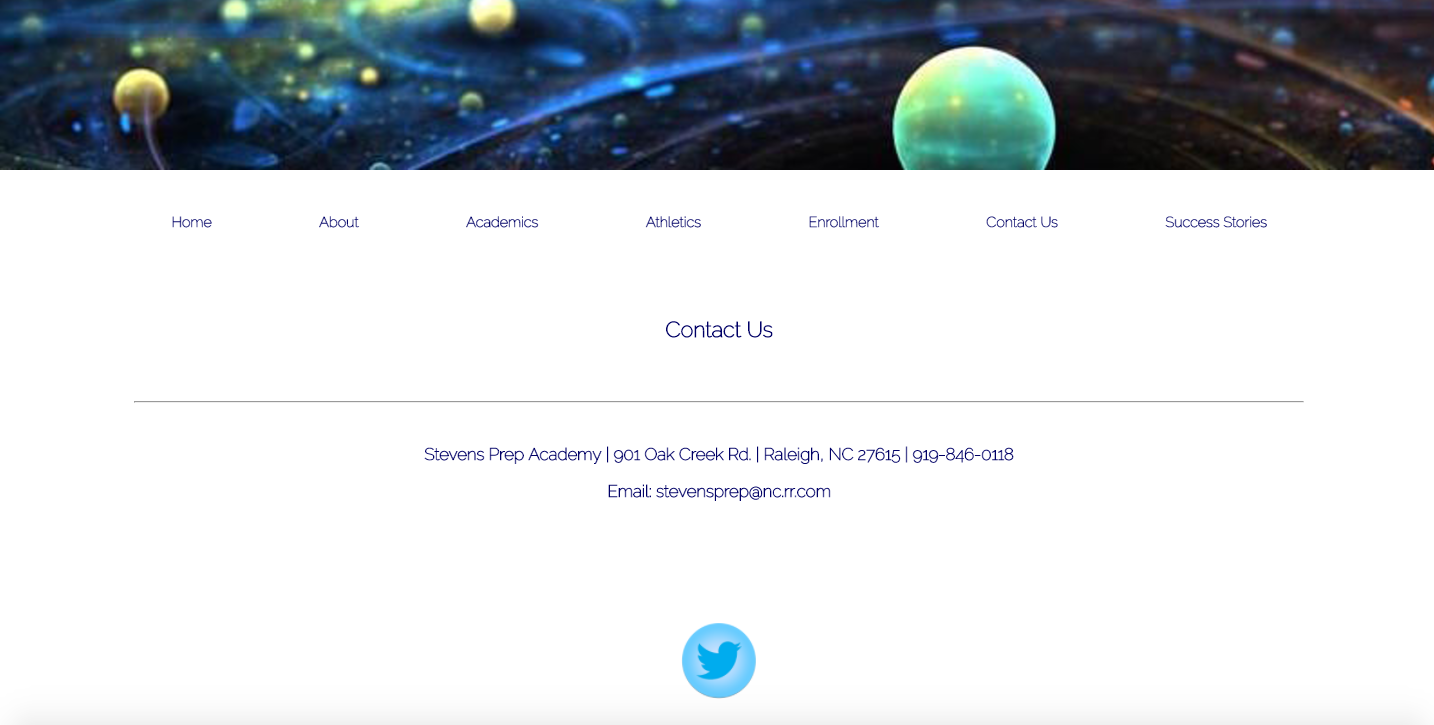 Home About Academics Athletics Enrollment Contact Us Success Stories
Contact Us
Stevens Prep Academy | 901 Oak Creek Rd. | Raleigh, NC 27615 | 919-846-0118
Email: stevensprep@nc.rr.com